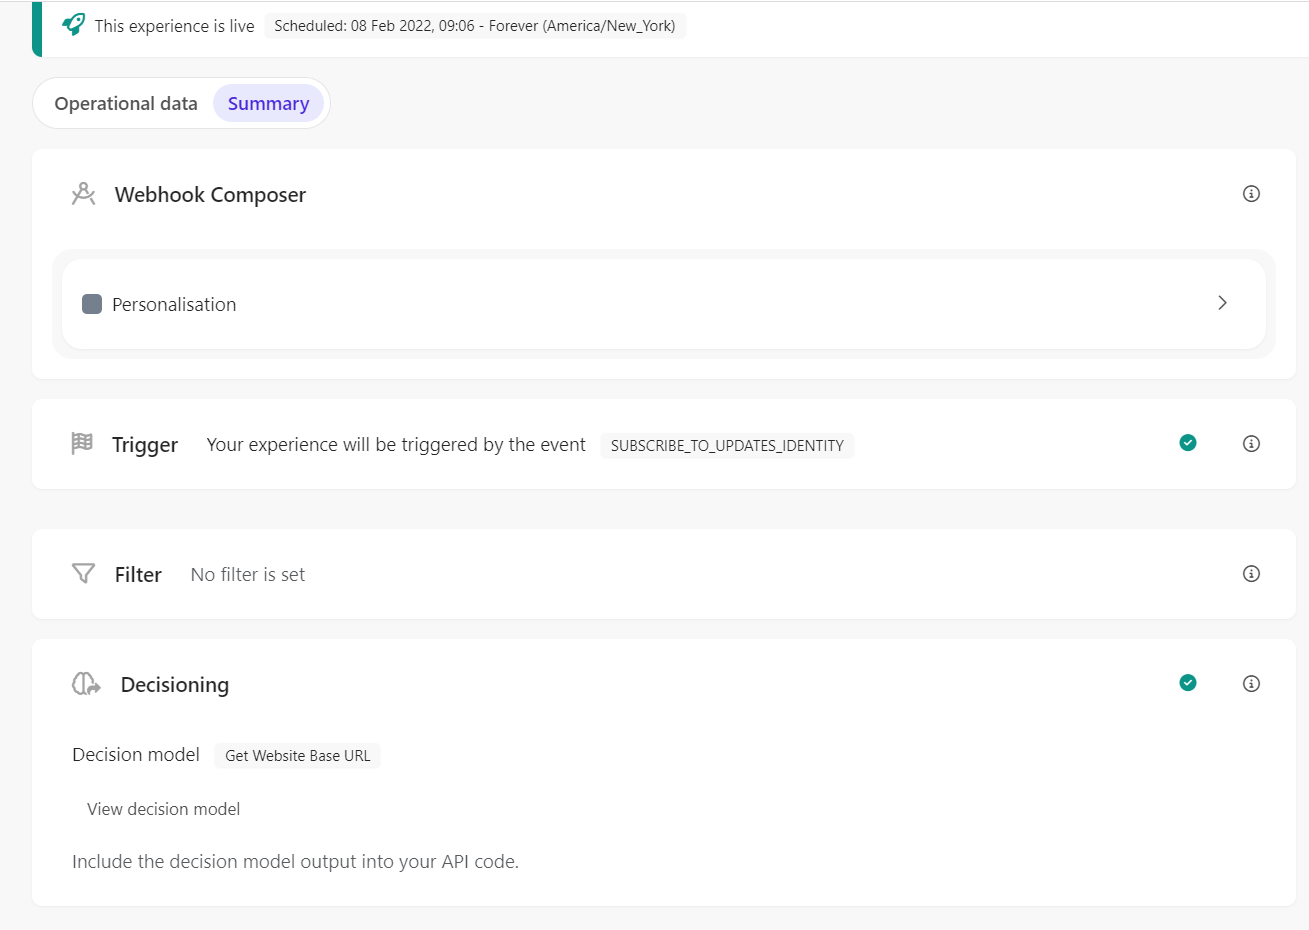 This experience is live Scheduled: 08 Feb 2022, 09:06 - Forever (America/New_York)
Operational data Summary
Webhook Composer
Personalisation
Trigger Your experience will be triggered by the event SUBSCRIBE_TO_UPDATES_IDENTITY
Filter No filter is set
Decisioning
Decision model Get Website Base URL
View decision model
Include the decision model output into your API code.